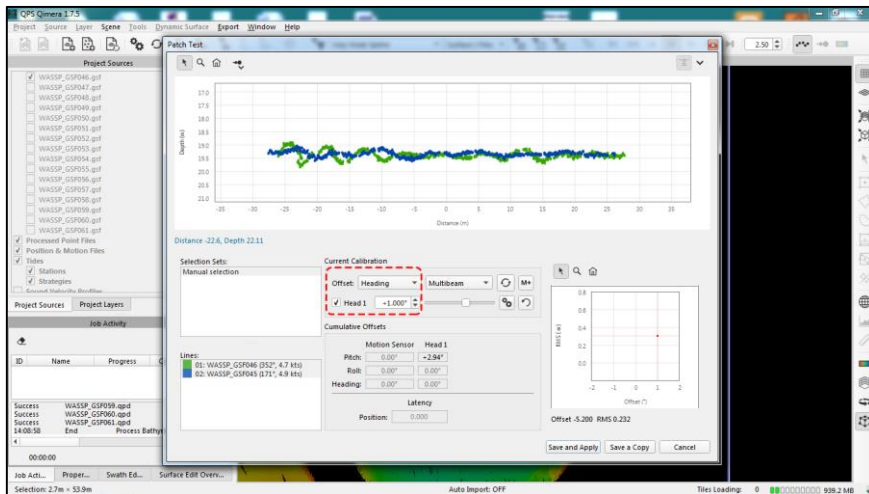 QPS Qimera 1.7.5
Project Source Layer Scene Tools Dynamic Surface Export Window Help
Patch Test
2.50
Project Sources
WASSP_GSF046.gsf
WASSP_GSF047.gsf
WASSP_GSF048.gsf
WASSP_GSF049.gsf
WASSP_GSF050.gsf
WASSP_GSF051.gsf
WASSP_GSF052.gsf
WASSP_GSF053.gsf
WASSP_GSF054.gsf
WASSP_GSF055.gsf
WASSP_GSF056.gsf
WASSP_GSF057.gsf
WASSP_GSF058.gsf
WASSP_GSF059.gsf
WASSP_GSF060.gsf
WASSP_GSF061.gsf
Processed Point Files
Position & Motion Files
Tides
Stations
Strategies
Sound Velocity Profiles
Project Sources Project Layers
Job Activity
ID Name Progress
Success WASSP_GSF059.qpd
Success WASSP_GSF060.qpd
Success WASSP_GSF061.qpd
14:08:58 End Process Bathy
00:00:00
Job Acti... Proper... Swath Ed... Surface Edit Overv...
Selection: 2.7m × 53.9m
Depth (m)
17.0
17.5
18.0
18.5
19.0
19.5
20.0
20.5
21.0
-35 -30 -25 -20 -15 -10 -5 0 5 10 15 20 25 30 35
Distance (m)
Distance -22.6, Depth 22.11
Selection Sets:
Manual selection
Lines:
01: WASSP_GSF046 (352°, 4.7 kts)
02: WASSP_GSF045 (171°, 4.9 kts)
Current Calibration
Offset: Heading Multibeam M+
Head 1 +1.000°
Cumulative Offsets
Motion Sensor Head 1
Pitch: 0.00° +2.94°
Roll: 0.00° 0.00°
Heading: 0.00° 0.00°
Latency
Position: 0.000
RMS (m)
0.8
0.6
0.4
0.2
0.0
-2 -1 0 1 2
Offset (°)
Offset -5.200 RMS 0.232
Save and Apply Save a Copy Cancel
Auto Import: OFF
Tiles Loading: 0 939.2 MB